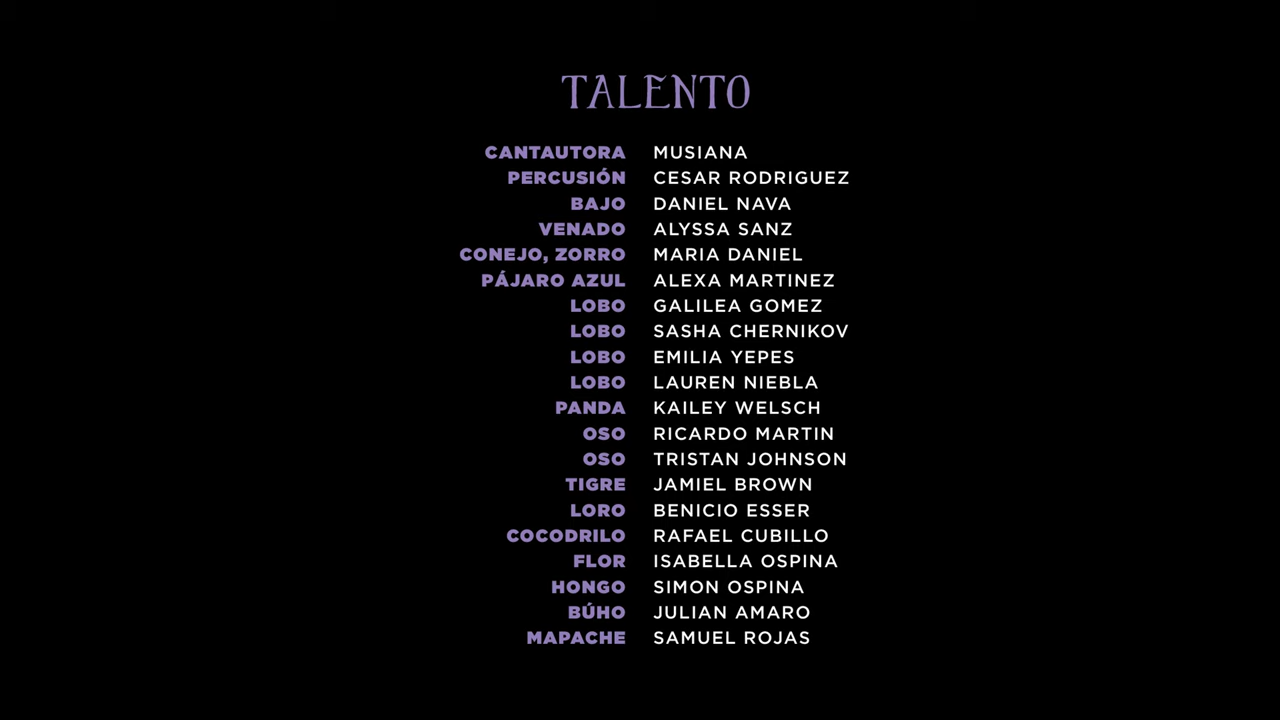 TALENTO
CANTAUTORA MUSIANA
PERCUSIÓN CESAR RODRIGUEZ
BAJO DANIEL NAVA
VENADO ALYSSA SANZ
CONEJO, ZORRO MARIA DANIEL
PÁJARO AZUL ALEXA MARTINEZ
LOBO GALILEA GOMEZ
LOBO SASHA CHERNIKOV
LOBO EMILIA YEPES
LOBO LAUREN NIEBLA
PANDA KAILEY WELSCH
OSO RICARDO MARTIN
OSO TRISTAN JOHNSON
TIGRE JAMIEL BROWN
LORO BENICIO ESSER
COCODRILO RAFAEL CUBILLO
FLOR ISABELLA OSPINA
HONGO SIMON OSPINA
BÚHO JULIAN AMARO
MAPACHE SAMUEL ROJAS